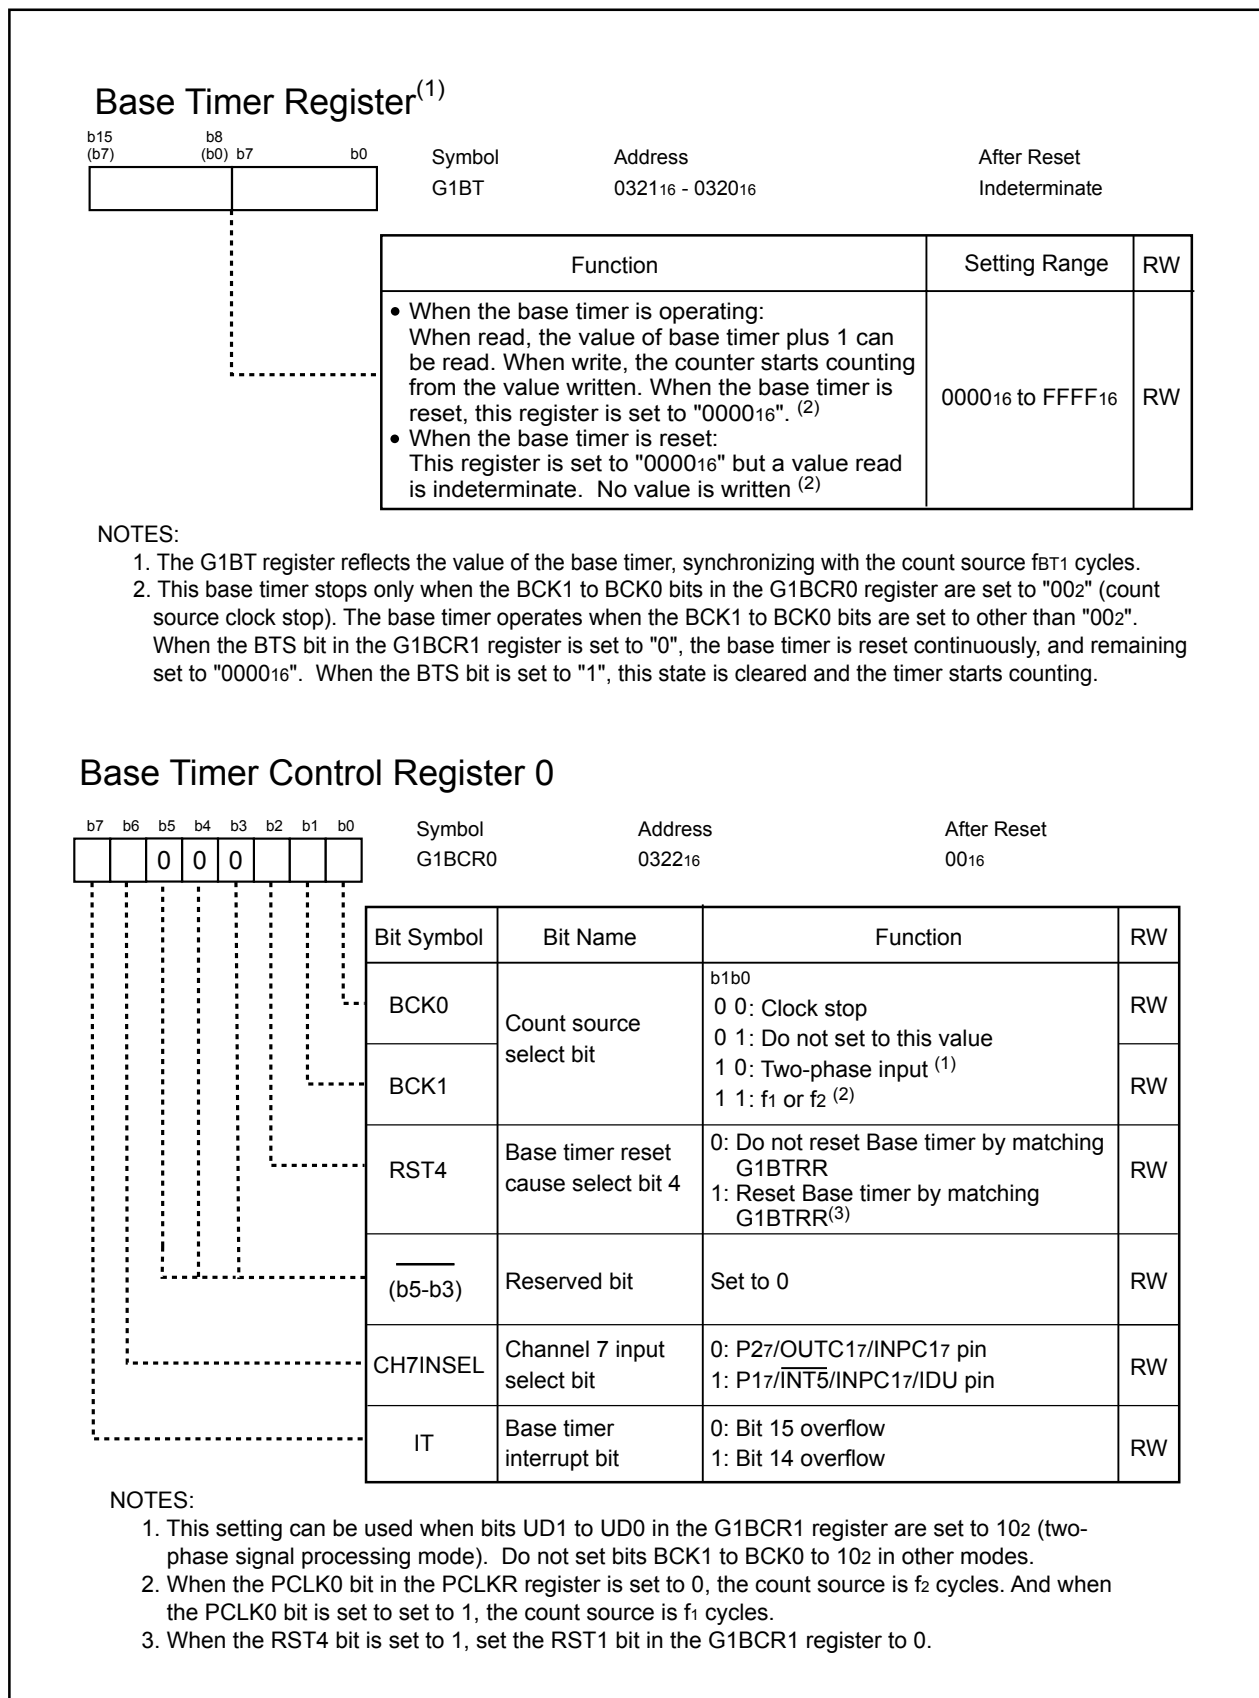 Base Timer Register(1)
b15 b8
(b7) (b0) b7 b0
Symbol Address After Reset
G1BT 032116 - 032016 Indeterminate
Function Setting Range RW
• When the base timer is operating:
When read, the value of base timer plus 1 can
be read. When write, the counter starts counting
from the value written. When the base timer is
reset, this register is set to "000016". (2)
000016 to FFFF16 RW
• When the base timer is reset:
This register is set to "000016" but a value read
is indeterminate. No value is written (2)
NOTES:
1. The G1BT register reflects the value of the base timer, synchronizing with the count source fBT1 cycles.
2. This base timer stops only when the BCK1 to BCK0 bits in the G1BCR0 register are set to "002" (count
source clock stop). The base timer operates when the BCK1 to BCK0 bits are set to other than "002".
When the BTS bit in the G1BCR1 register is set to "0", the base timer is reset continuously, and remaining
set to "000016". When the BTS bit is set to "1", this state is cleared and the timer starts counting.
Base Timer Control Register 0
b7 b6 b5 b4 b3 b2 b1 b0
0 0 0
Symbol Address After Reset
G1BCR0 032216 0016
Bit Symbol Bit Name Function RW
BCK0 RW
BCK1 RW
Count source
select bit
b1b0
0 0: Clock stop
0 1: Do not set to this value
1 0: Two-phase input (1)
1 1: f1 or f2 (2)
RST4
Base timer reset
cause select bit 4
0: Do not reset Base timer by matching
G1BTRR
1: Reset Base timer by matching
G1BTRR(3)
RW
(b5-b3) Reserved bit Set to 0 RW
CH7INSEL
Channel 7 input
select bit
0: P27/OUTC17/INPC17 pin
1: P17/INT5/INPC17/IDU pin
RW
IT
Base timer
interrupt bit
0: Bit 15 overflow
1: Bit 14 overflow
RW
NOTES:
1. This setting can be used when bits UD1 to UD0 in the G1BCR1 register are set to 102 (two-
phase signal processing mode). Do not set bits BCK1 to BCK0 to 102 in other modes.
2. When the PCLK0 bit in the PCLKR register is set to 0, the count source is f2 cycles. And when
the PCLK0 bit is set to set to 1, the count source is f1 cycles.
3. When the RST4 bit is set to 1, set the RST1 bit in the G1BCR1 register to 0.